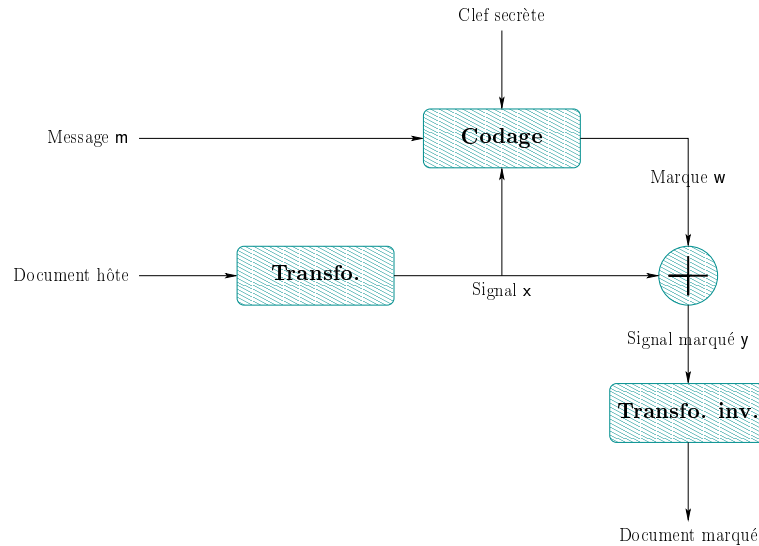 Clef secrète
Message m
Codage
Marque w
Document hôte
Transfo.
Signal x
Signal marqué y
Transfo. inv.
Document marqué